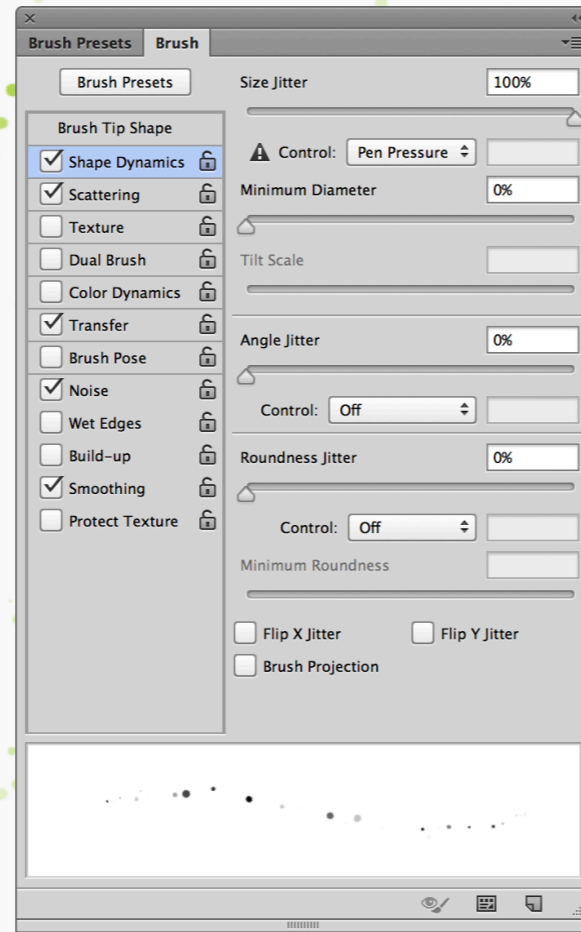 Brush Presets Brush
Brush Presets
Size Jitter 100%
Brush Tip Shape
Shape Dynamics
Control: Pen Pressure
Scattering
Minimum Diameter 0%
Texture
Dual Brush
Tilt Scale
Color Dynamics
Transfer
Angle Jitter 0%
Brush Pose
Noise
Control: Off
Wet Edges
Build-up
Roundness Jitter 0%
Smoothing
Protect Texture
Control: Off
Minimum Roundness
Flip X Jitter Flip Y Jitter
Brush Projection